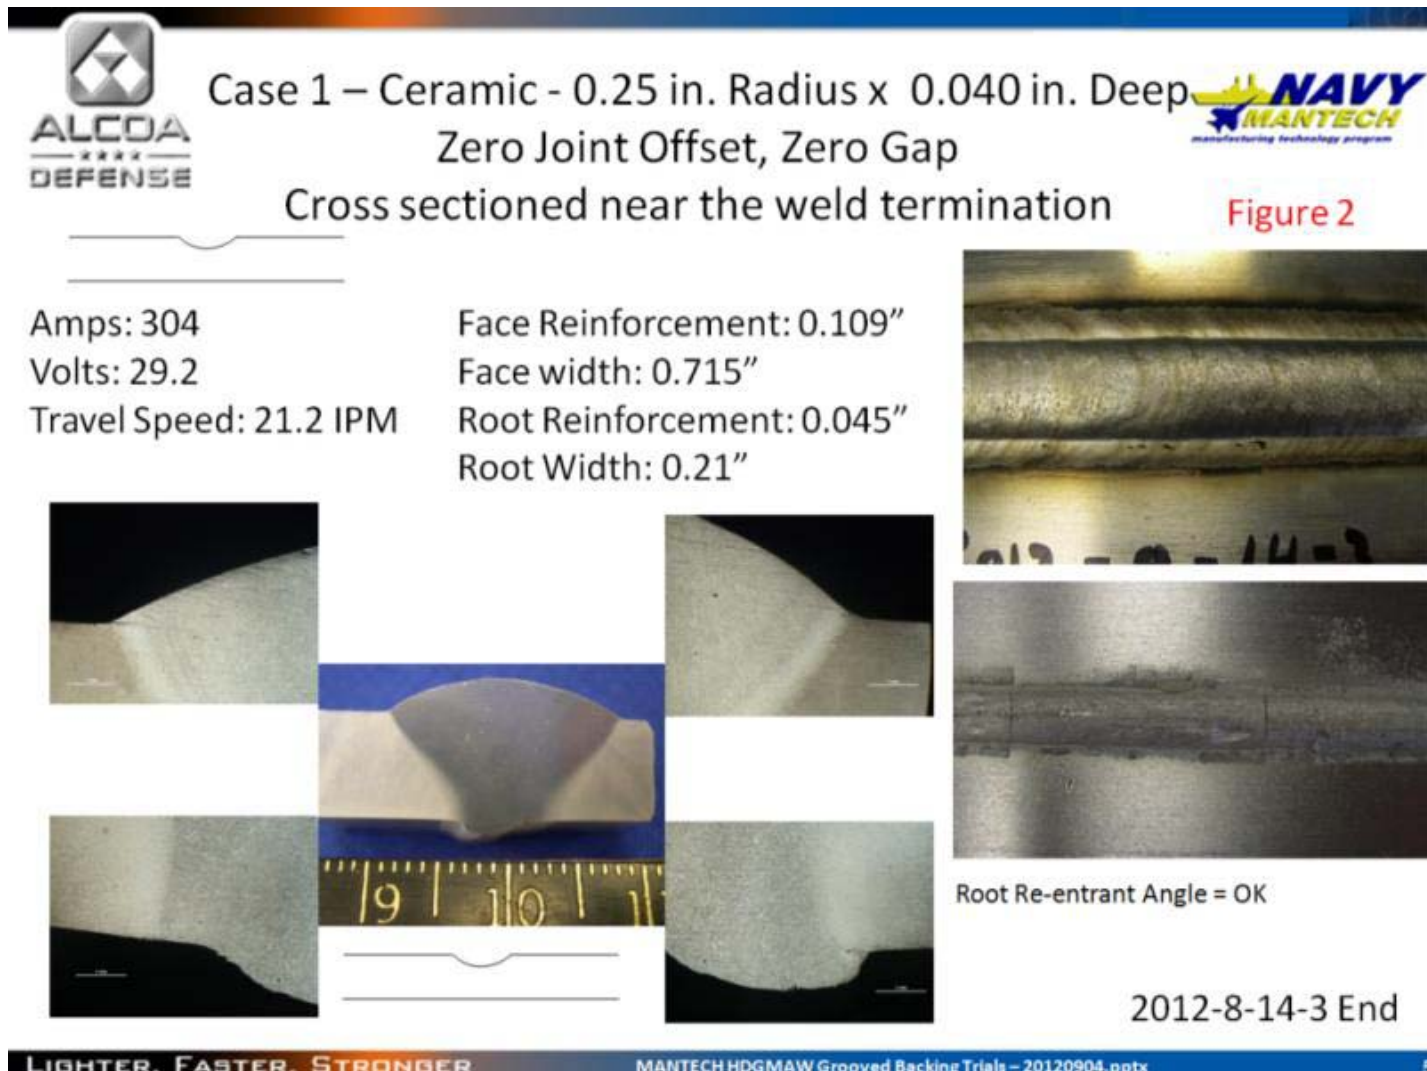 ALCOA
DEFENSE
Case 1 – Ceramic - 0.25 in. Radius x 0.040 in. Deep
Zero Joint Offset, Zero Gap
Cross sectioned near the weld termination
NAVY
MANTECH
manufacturing technology program
Figure 2
Amps: 304
Volts: 29.2
Travel Speed: 21.2 IPM
Face Reinforcement: 0.109”
Face width: 0.715”
Root Reinforcement: 0.045”
Root Width: 0.21”
9 10
Root Re-entrant Angle = OK
2012-8-14-3 End
LIGHTER. FASTER. STRONGER
MANTECH HDGMAW Grooved Backing Trials – 20120904.pptx